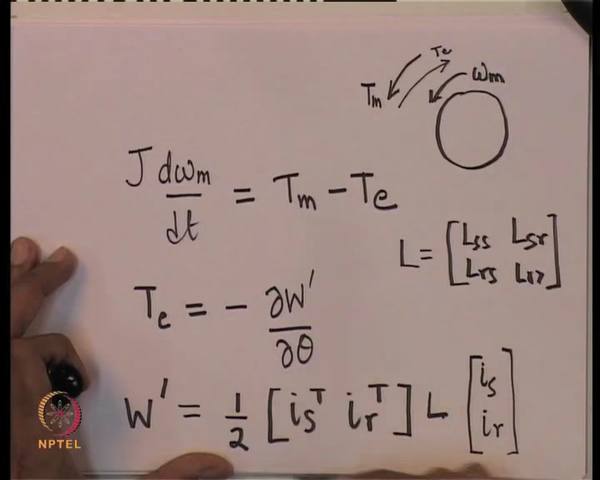 Te
Tm ωm
J dωm/dt = Tm - Te
L = [Lss Lsr
Lrs Lrr]
Te = - ∂W'/∂θ
W' = 1/2 [is^T ir^T] L [is
ir]
NPTEL